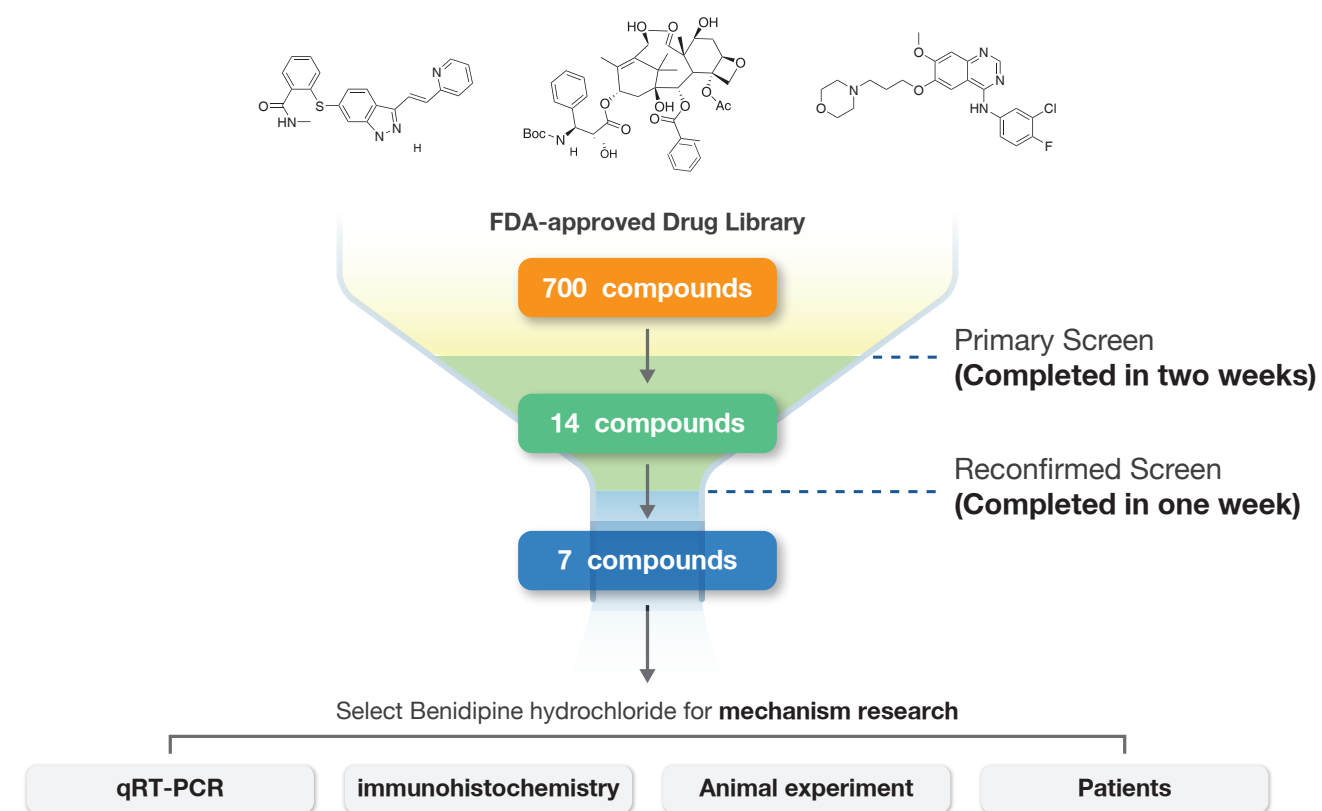 HO
O
OH
O
O
Ac
OH
O
O
O
O
Boc
N
H
OH
N
S
O
HN
N
N
H
O
N
N
N
O
O
HN
Cl
F
FDA-approved Drug Library
700 compounds
Primary Screen
(Completed in two weeks)
14 compounds
Reconfirmed Screen
(Completed in one week)
7 compounds
Select Benidipine hydrochloride for mechanism research
qRT-PCR
immunohistochemistry
Animal experiment
Patients